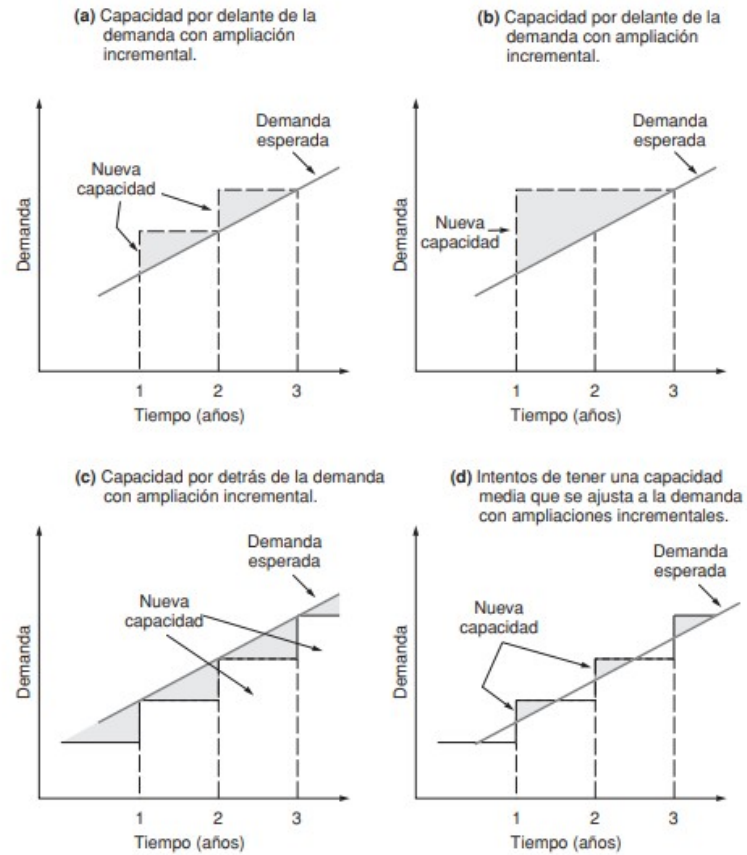 (a) Capacidad por delante de la
demanda con ampliación
incremental.
Demanda
esperada
Nueva
capacidad
Demanda
1
2
3
Tiempo (años)
(b) Capacidad por delante de la
demanda con ampliación
incremental.
Demanda
esperada
Nueva
capacidad
Demanda
1
2
3
Tiempo (años)
(c) Capacidad por detrás de la demanda
con ampliación incremental.
Demanda
esperada
Nueva
capacidad
Demanda
1
2
3
Tiempo (años)
(d) Intentos de tener una capacidad
media que se ajusta a la demanda
con ampliaciones incrementales.
Demanda
esperada
Nueva
capacidad
Demanda
1
2
3
Tiempo (años)